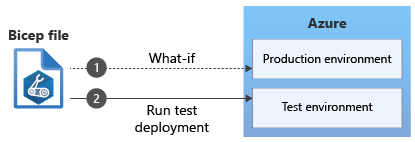 Bicep file
Azure
1
What-if
Production environment
2
Run test
deployment
Test environment